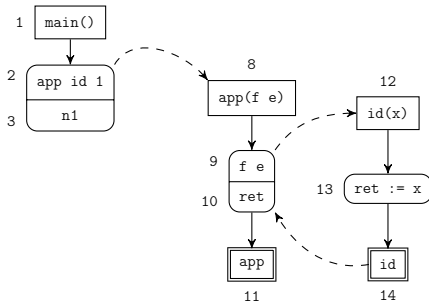 1
main()
2
app id 1
3
n1
8
app(f e)
9
f e
10
ret
app
11
12
id(x)
13
ret := x
id
14